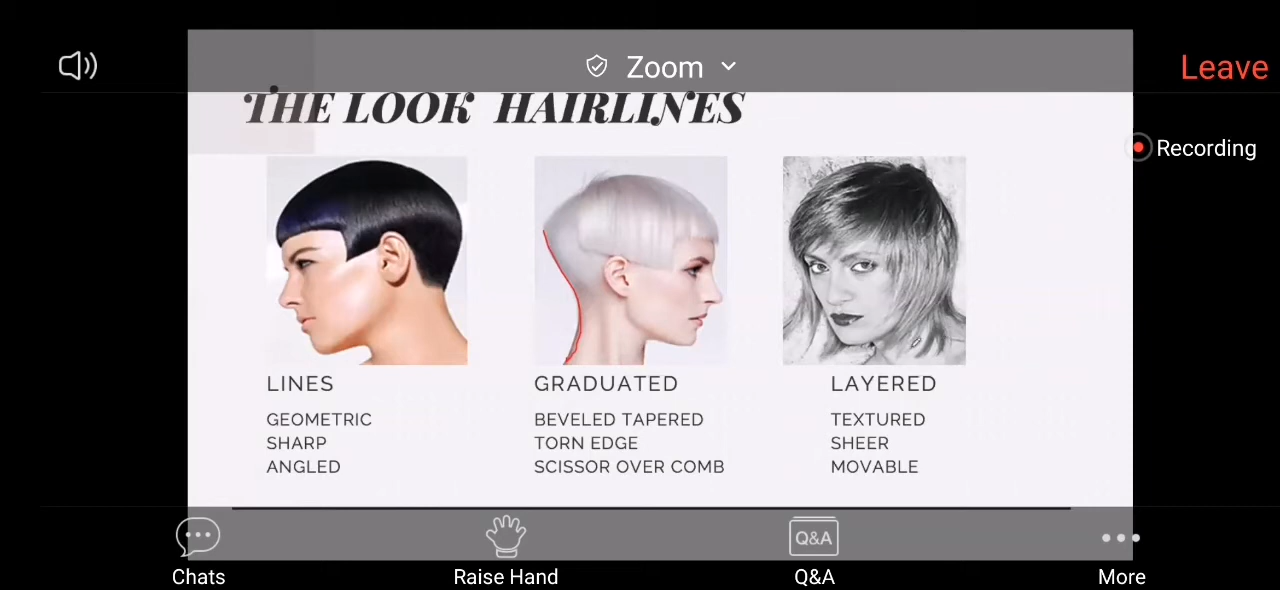 Zoom
Leave
THE LOOK HAIRLINES
Recording
LINES
GEOMETRIC
SHARP
ANGLED
GRADUATED
BEVELED TAPERED
TORN EDGE
SCISSOR OVER COMB
LAYERED
TEXTURED
SHEER
MOVABLE
Chats
Raise Hand
Q&A
Q&A
More